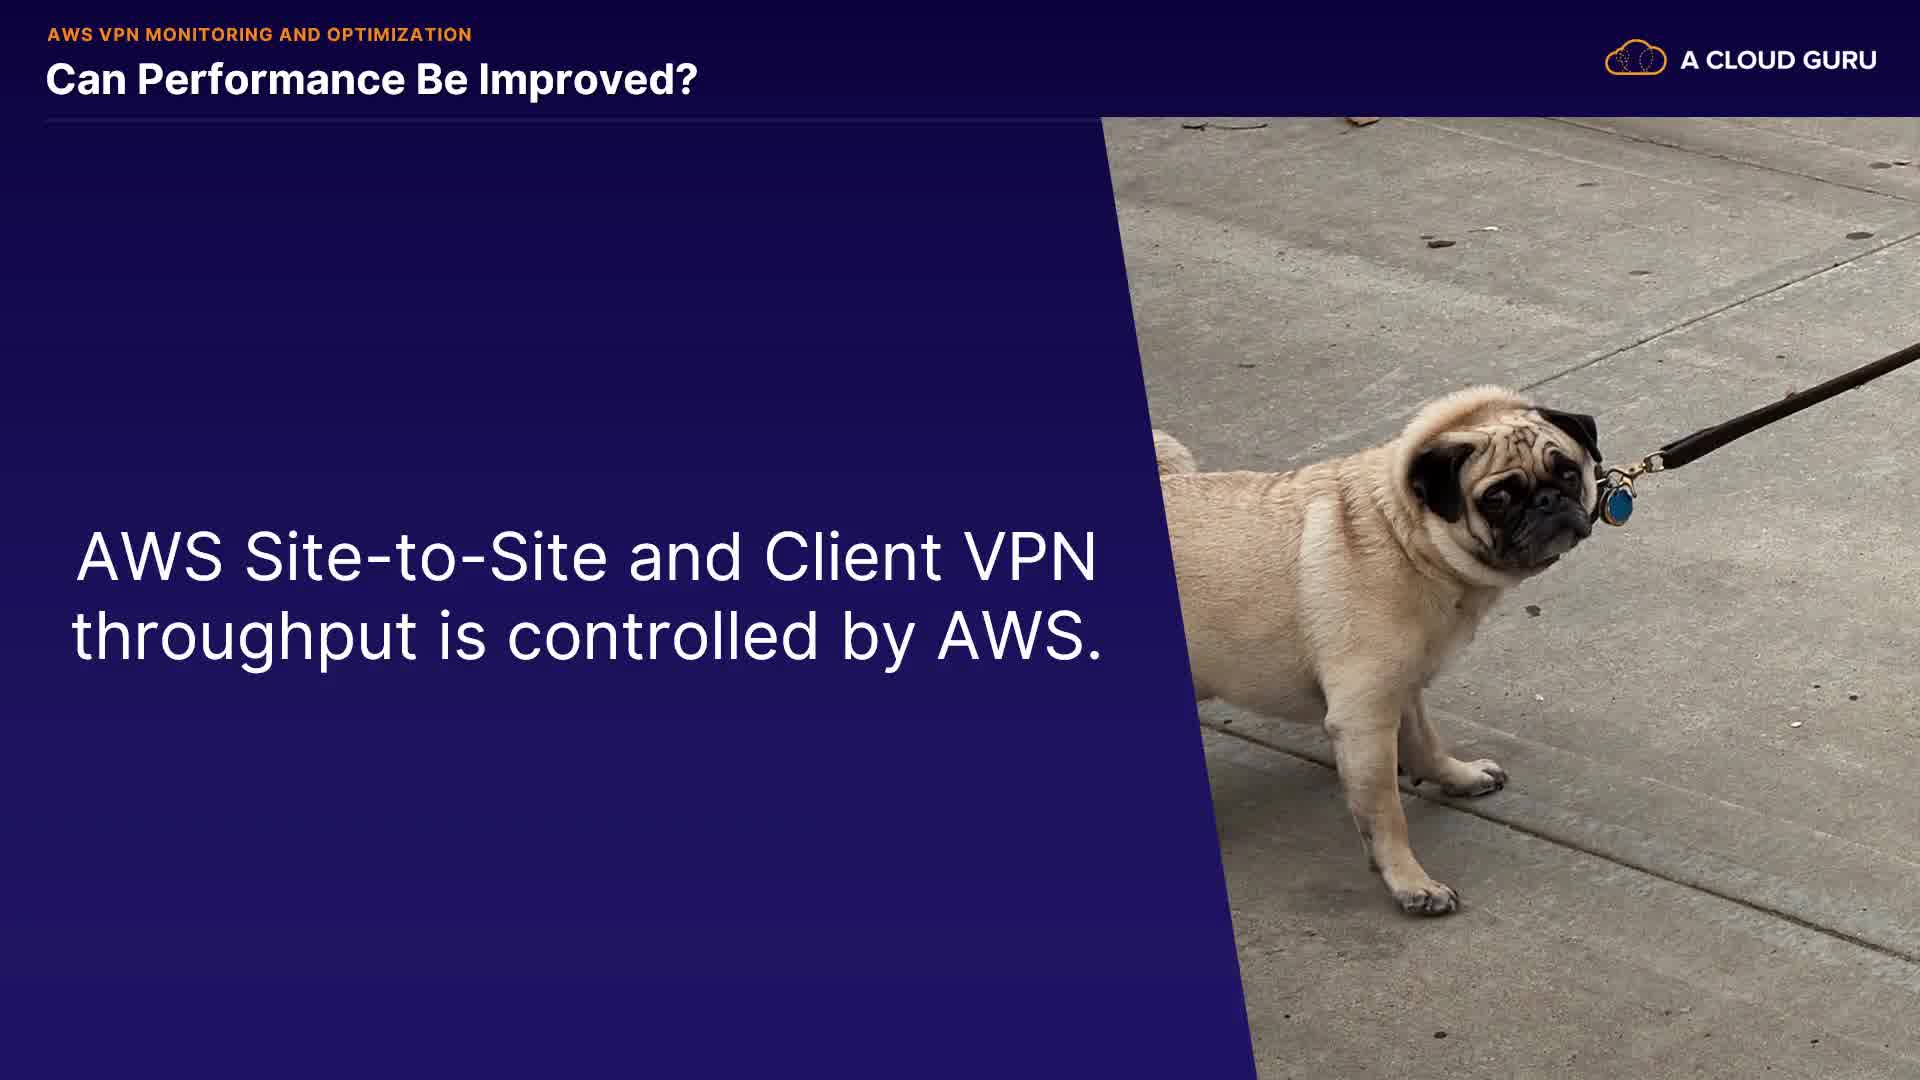 AWS VPN MONITORING AND OPTIMIZATION
Can Performance Be Improved?
A CLOUD GURU
AWS Site-to-Site and Client VPN
throughput is controlled by AWS.